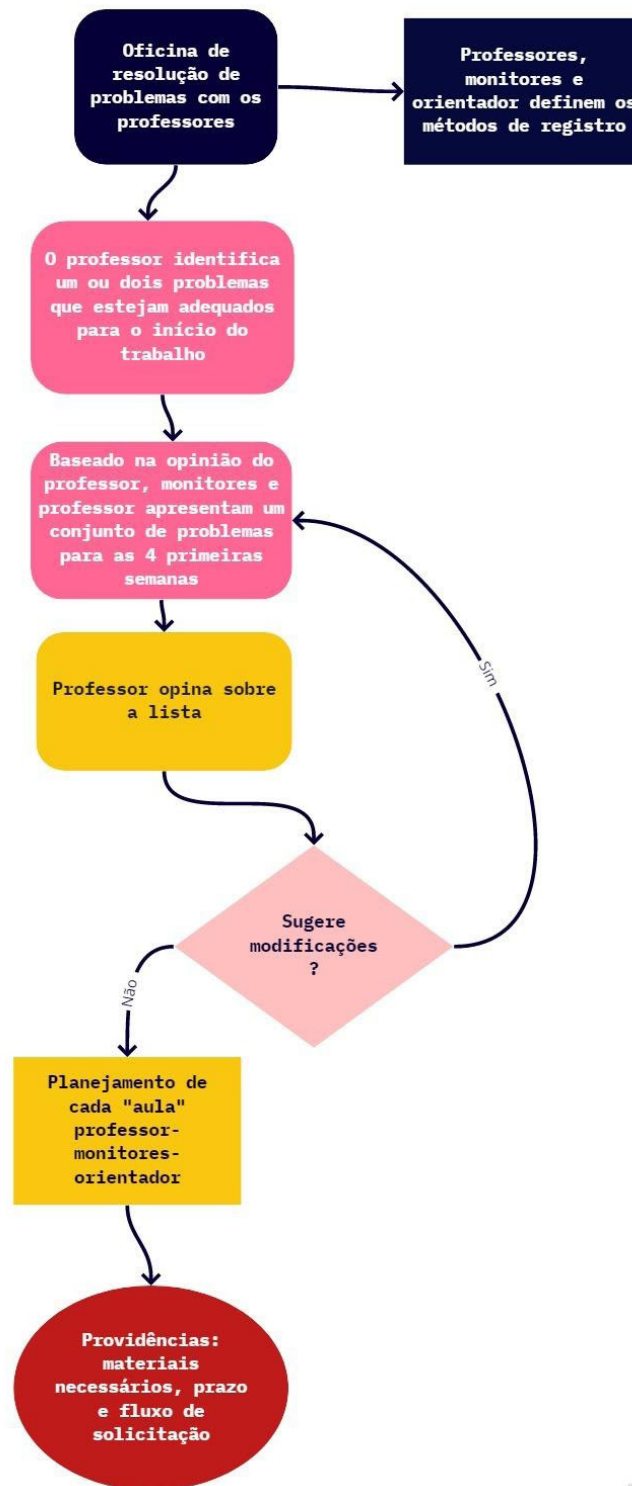 Oficina de
resolução de
problemas com os
professores
Professores,
monitores e
orientador definem os
métodos de registro
O professor identifica
um ou dois problemas
que estejam adequados
para o início do
trabalho
Baseado na opinião do
professor, monitores e
professor apresentam um
conjunto de problemas
para as 4 primeiras
semanas
Professor opina sobre
a lista
Sim
Sugere
modificações
?
Não
Planejamento de
cada "aula"
professor-
monitores-
orientador
Providências:
materiais
necessários, prazo
e fluxo de
solicitação